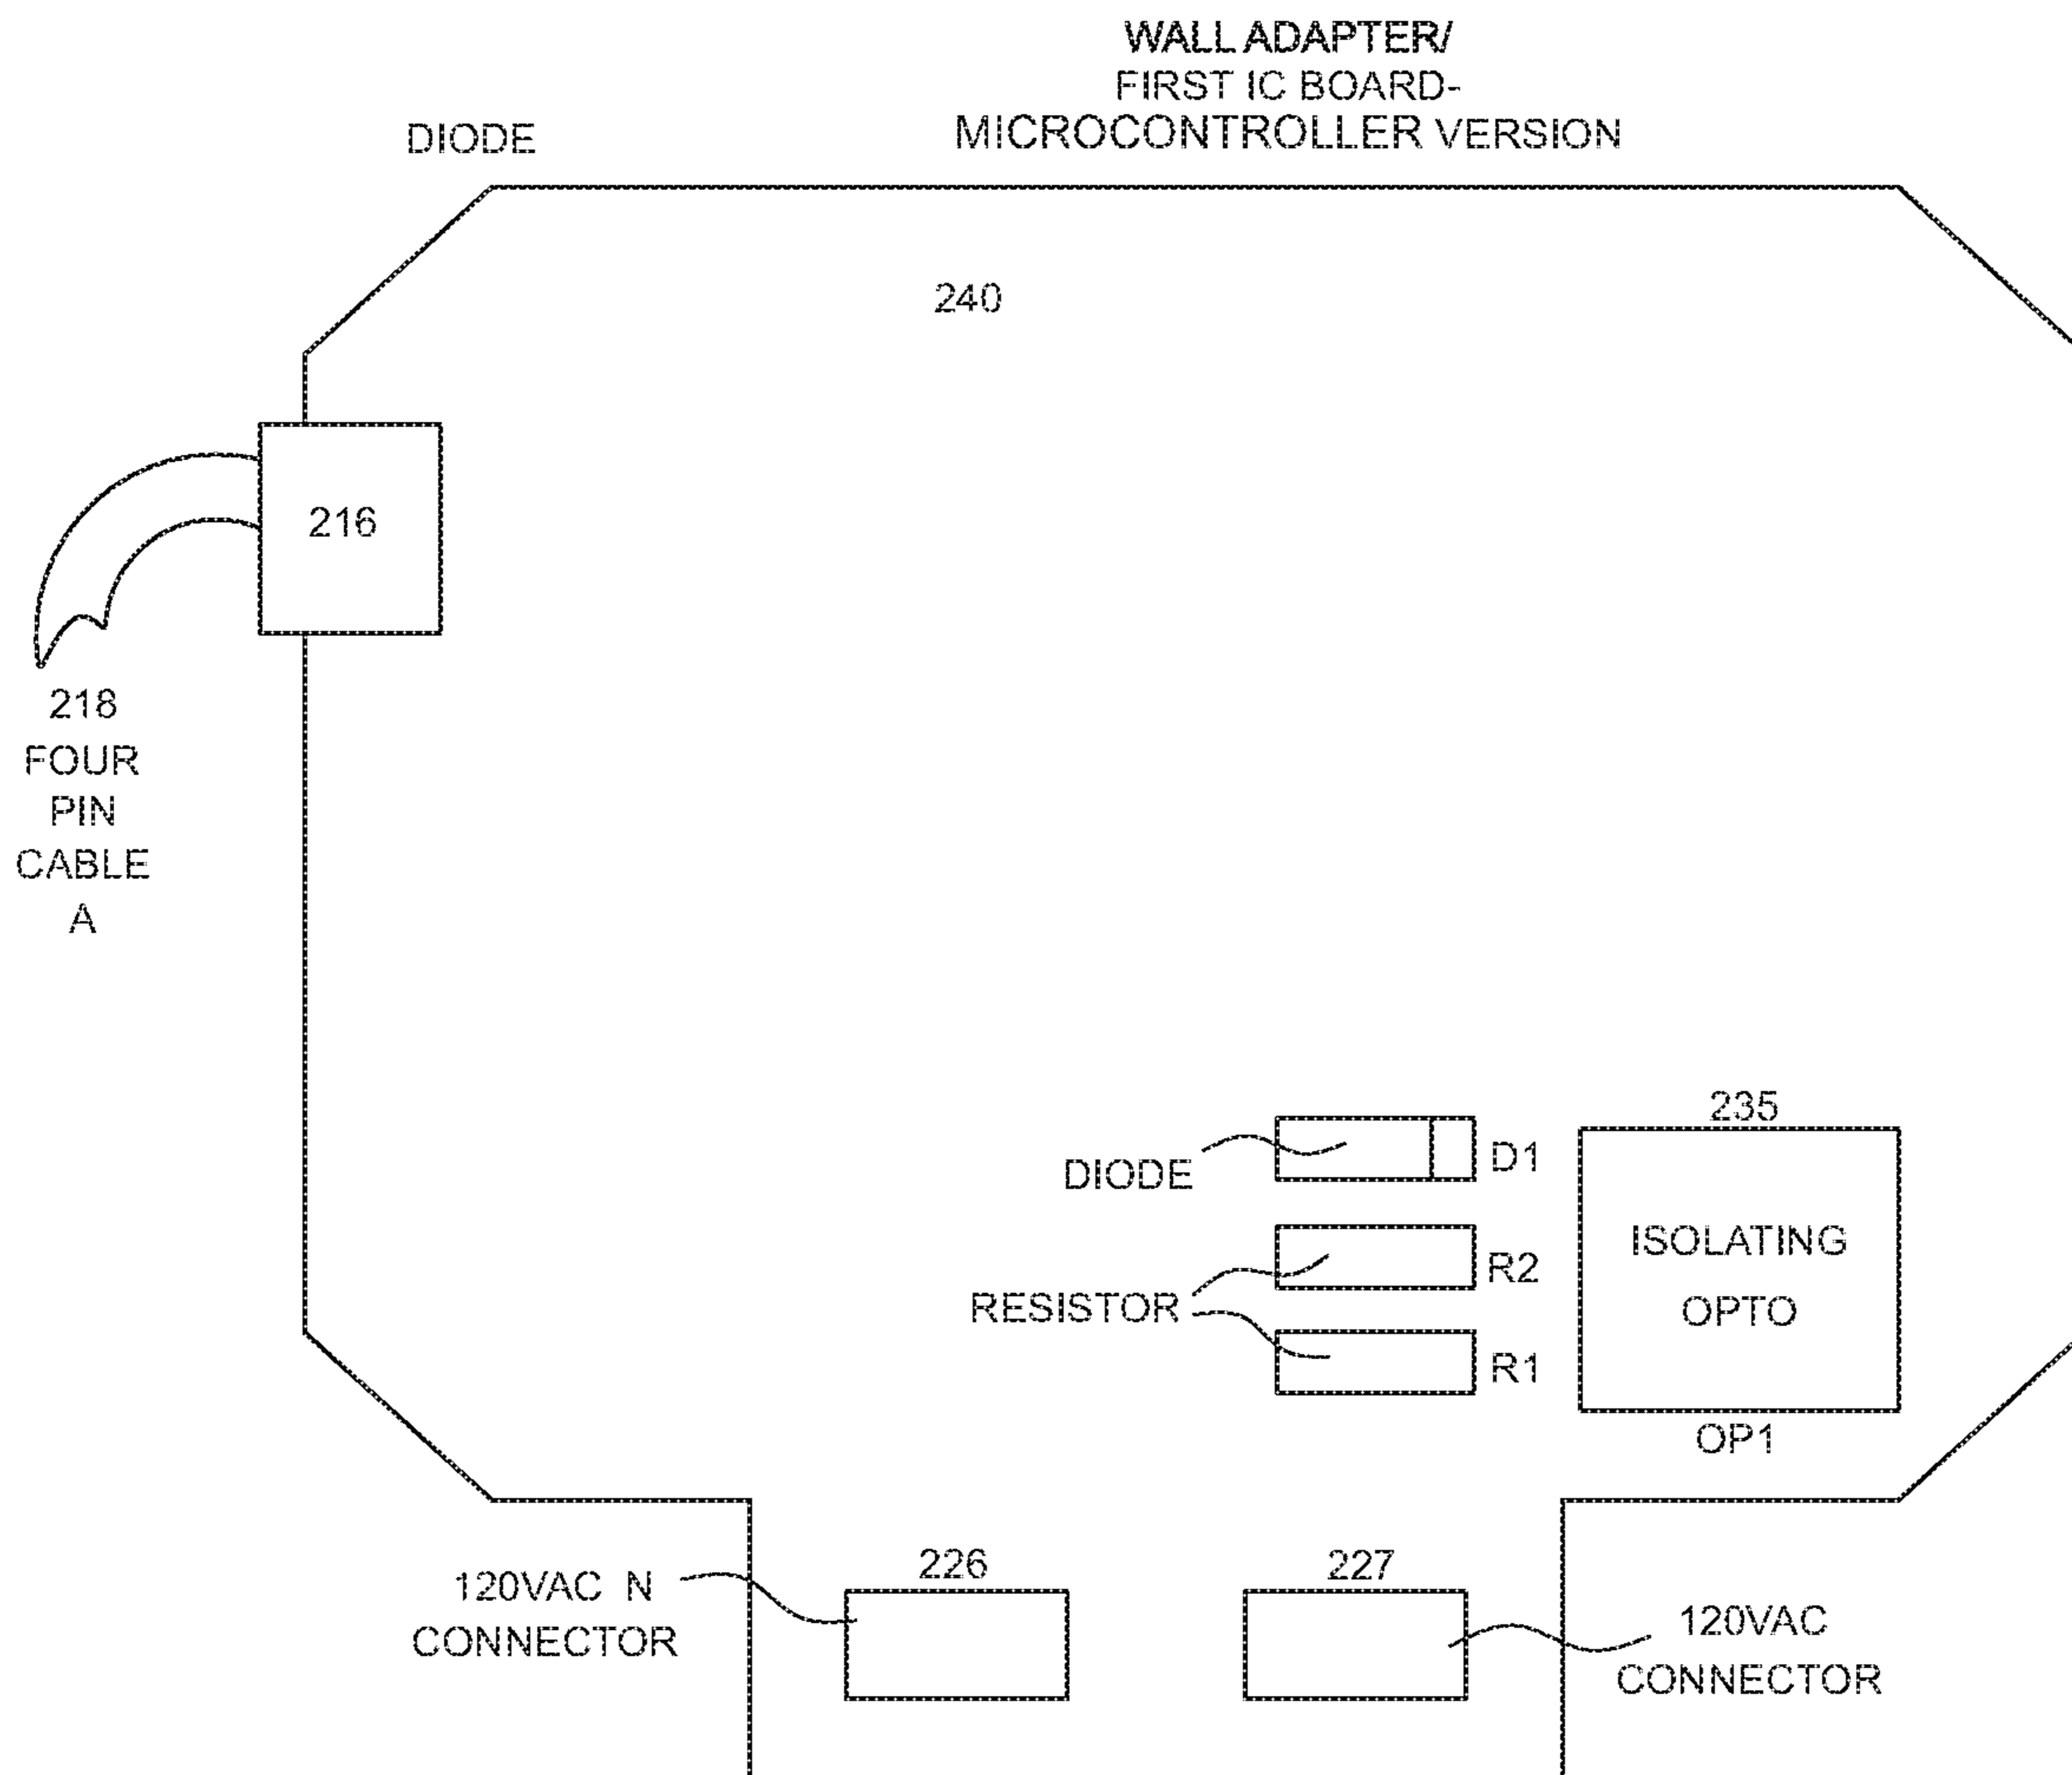 WALL ADAPTER/
FIRST IC BOARD-
MICROCONTROLLER VERSION
DIODE
240
216
218
FOUR
PIN
CABLE
A
235
DIODE
D1
ISOLATING
OPTO
R2
RESISTOR
R1
OP1
226
227
120VAC N
CONNECTOR
120VAC
CONNECTOR